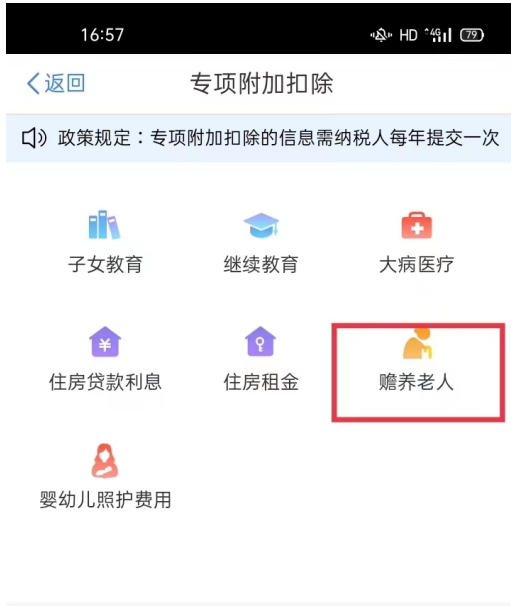 16:57 HD 4G 79
返回 专项附加扣除
政策规定：专项附加扣除的信息需纳税人每年提交一次
子女教育 继续教育 大病医疗
住房贷款利息 住房租金 赡养老人
婴幼儿照护费用